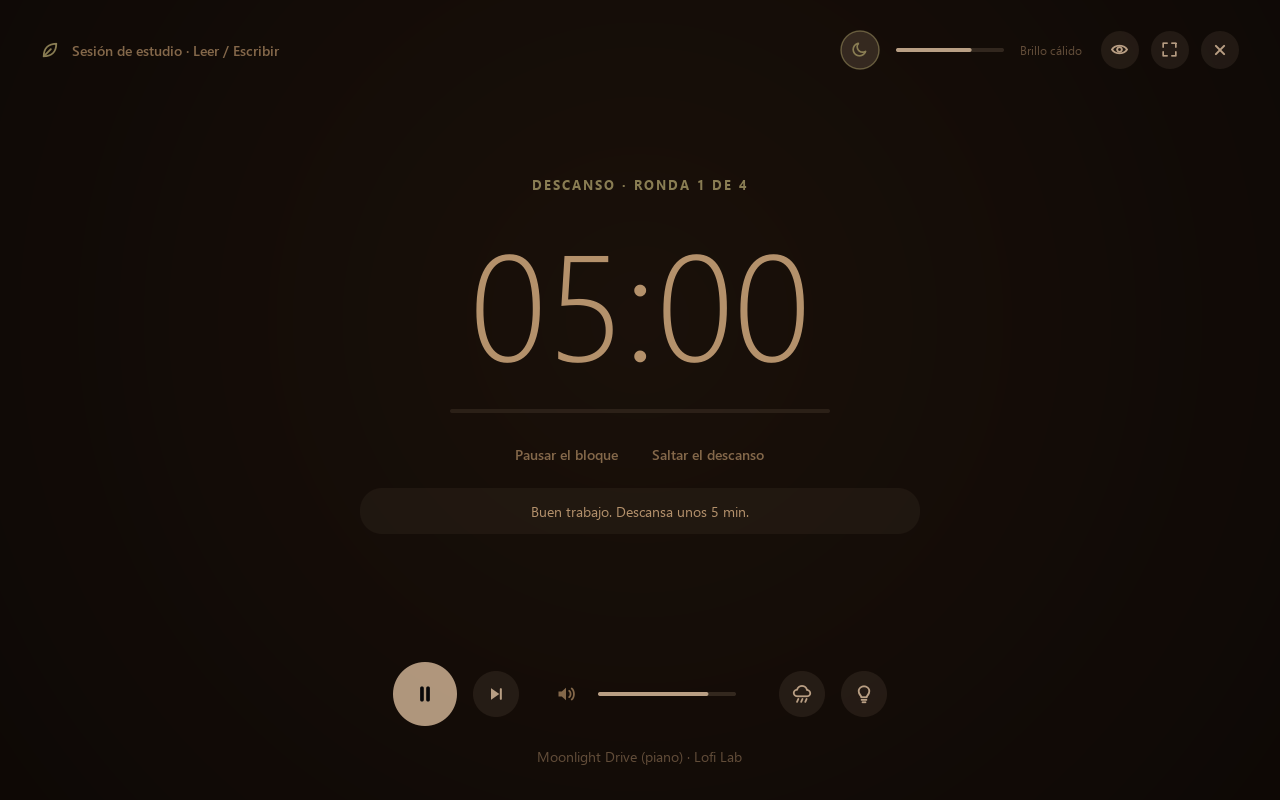 Sesión de estudio · Leer / Escribir
Brillo cálido
DESCANSO · RONDA 1 DE 4
05:00
Pausar el bloque
Saltar el descanso
Buen trabajo. Descansa unos 5 min.
Moonlight Drive (piano) · Lofi Lab